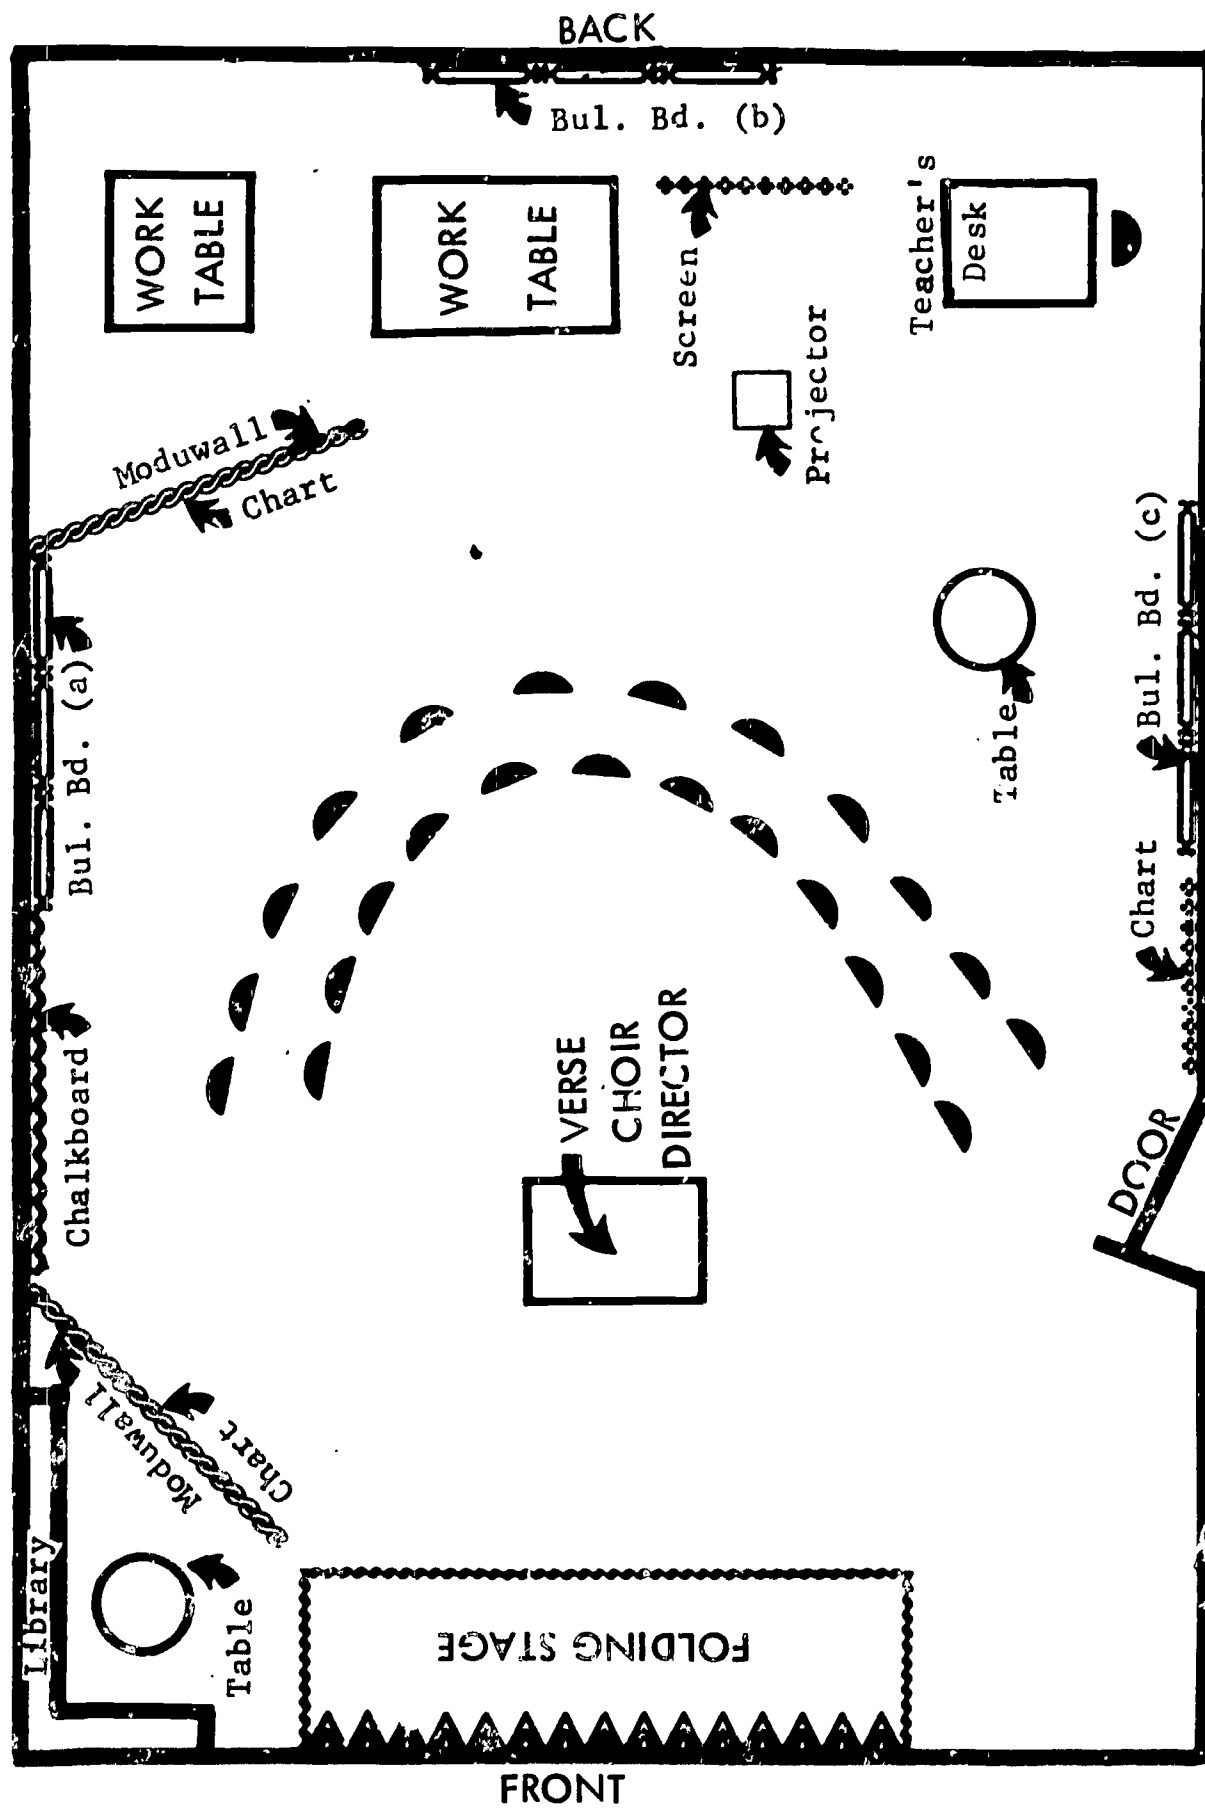 BACK
Bul. Bd. (b)
WORK
TABLE
WORK
TABLE
Screen
Projector
Teacher's
Desk
Moduwall
Chart
Bul. Bd. (a)
Bul. Bd. (c)
Table
Chart
Chalkboard
VERSE
CHOIR
DIRECTOR
DOOR
Moduwall
Chart
Library
Table
FOLDING STAGE
FRONT